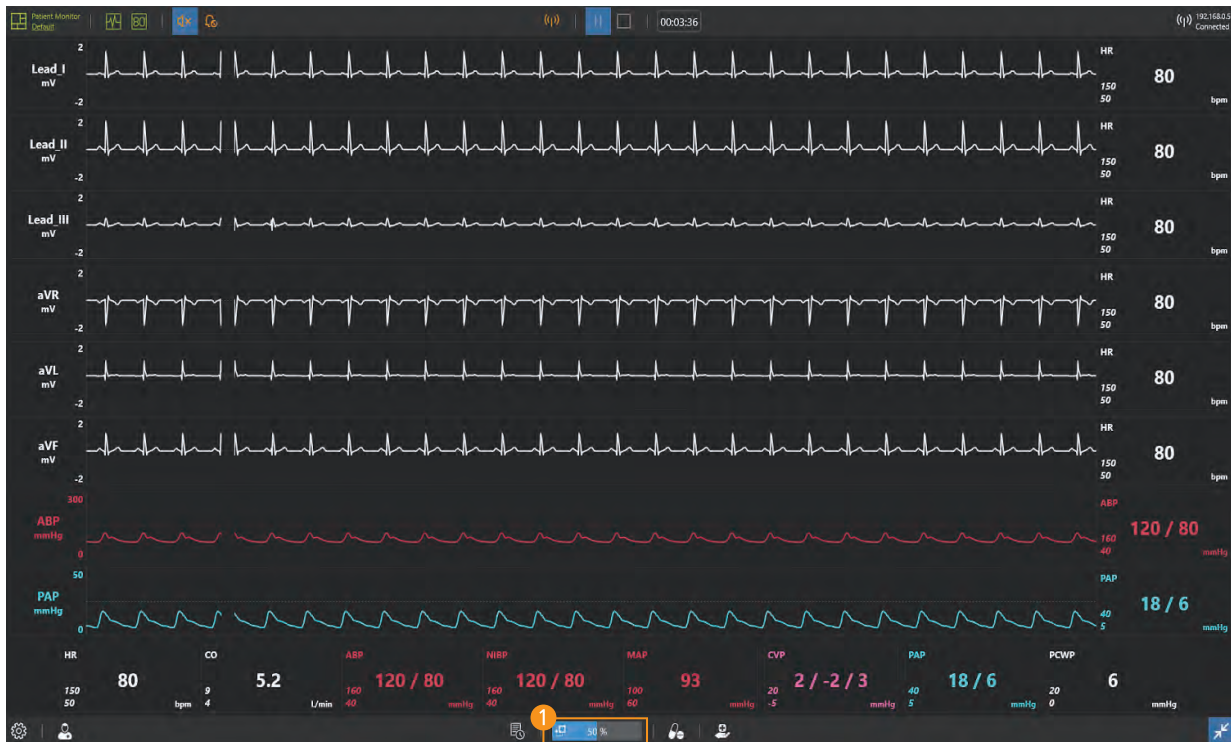 Patient Monitor
Default
80
00:03:36
192.168.0.5
Connected
2
Lead_I
mV
-2
HR
150
50
80
bpm
2
Lead_II
mV
-2
HR
150
50
80
bpm
2
Lead_III
mV
-2
HR
150
50
80
bpm
2
aVR
mV
-2
HR
150
50
80
bpm
2
aVL
mV
-2
HR
150
50
80
bpm
2
aVF
mV
-2
HR
150
50
80
bpm
300
ABP
mmHg
0
ABP
160
40
120 / 80
mmHg
50
PAP
mmHg
0
PAP
40
5
18 / 6
mmHg
HR
150
50
80
bpm
CO
9
4
5.2
l/min
ABP
160
40
120 / 80
mmHg
NIBP
160
40
120 / 80
mmHg
MAP
100
60
93
mmHg
CVP
20
-5
2 / -2 / 3
mmHg
PAP
40
5
18 / 6
mmHg
PCWP
20
0
6
mmHg
1
50 %